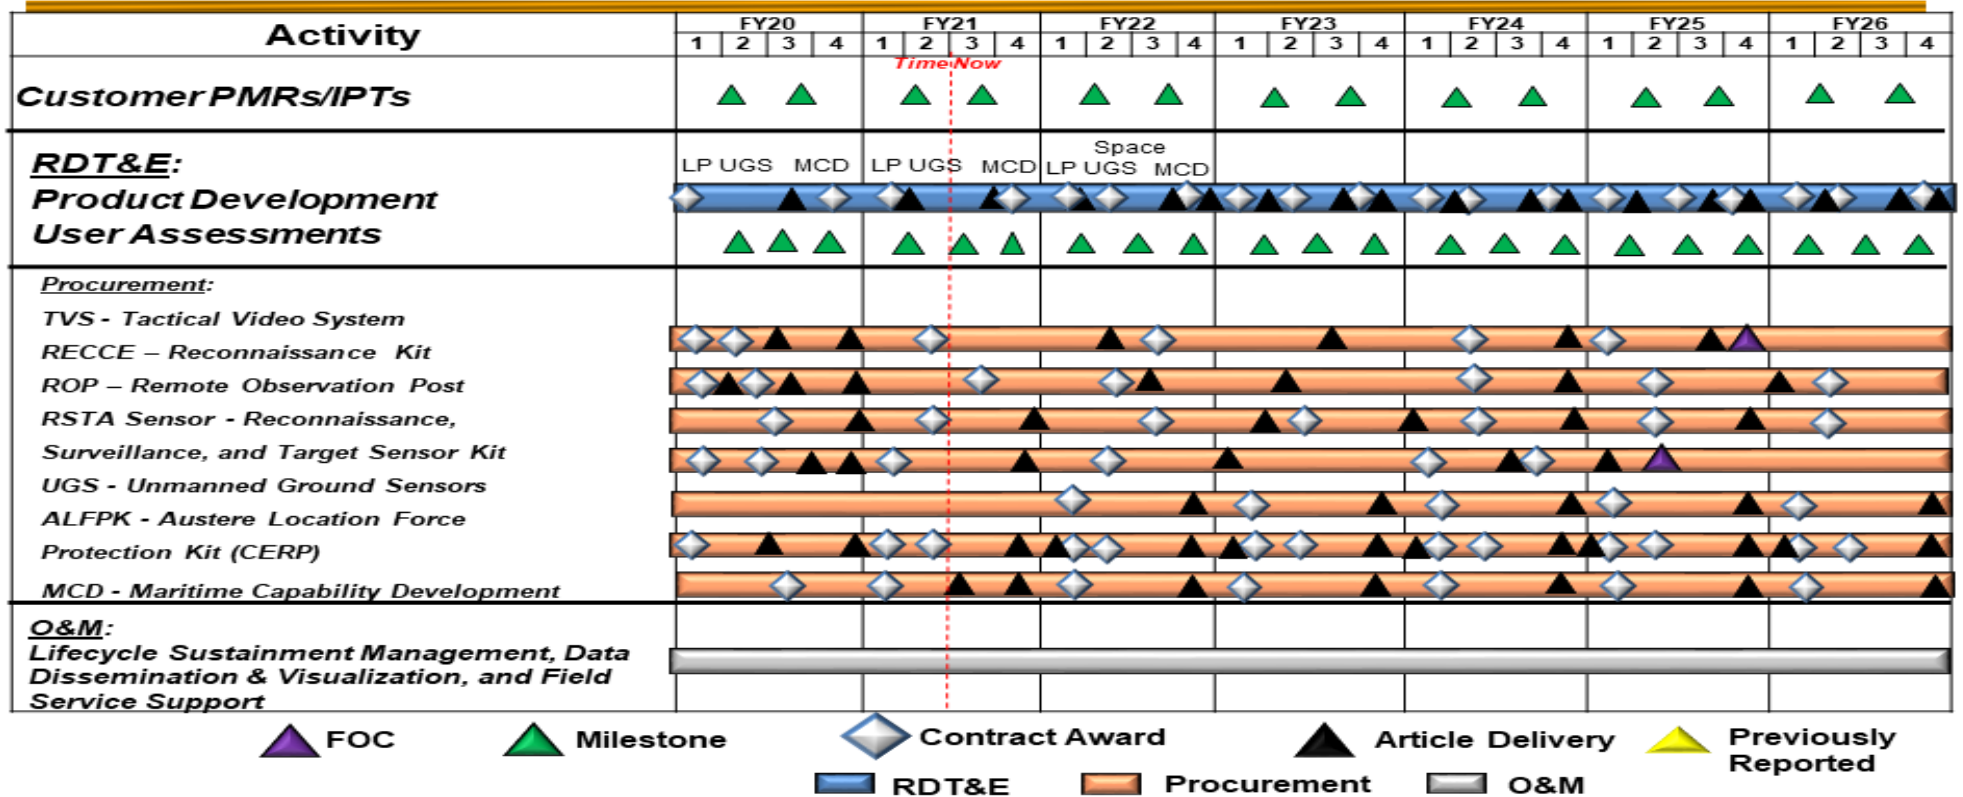 Activity
FY20 FY21 FY22 FY23 FY24 FY25 FY26
1 2 3 4 1 2 3 4 1 2 3 4 1 2 3 4 1 2 3 4 1 2 3 4 1 2 3 4
Time Now
Customer PMRs/IPTs
RDT&E:
Product Development
User Assessments
Space
LP UGS MCD LP UGS MCD LP UGS MCD
Procurement:
TVS - Tactical Video System
RECCE – Reconnaissance Kit
ROP – Remote Observation Post
RSTA Sensor - Reconnaissance,
Surveillance, and Target Sensor Kit
UGS - Unmanned Ground Sensors
ALFPK - Austere Location Force
Protection Kit (CERP)
MCD - Maritime Capability Development
O&M:
Lifecycle Sustainment Management, Data
Dissemination & Visualization, and Field
Service Support
FOC
Milestone
Contract Award
Article Delivery
Previously
Reported
RDT&E
Procurement
O&M